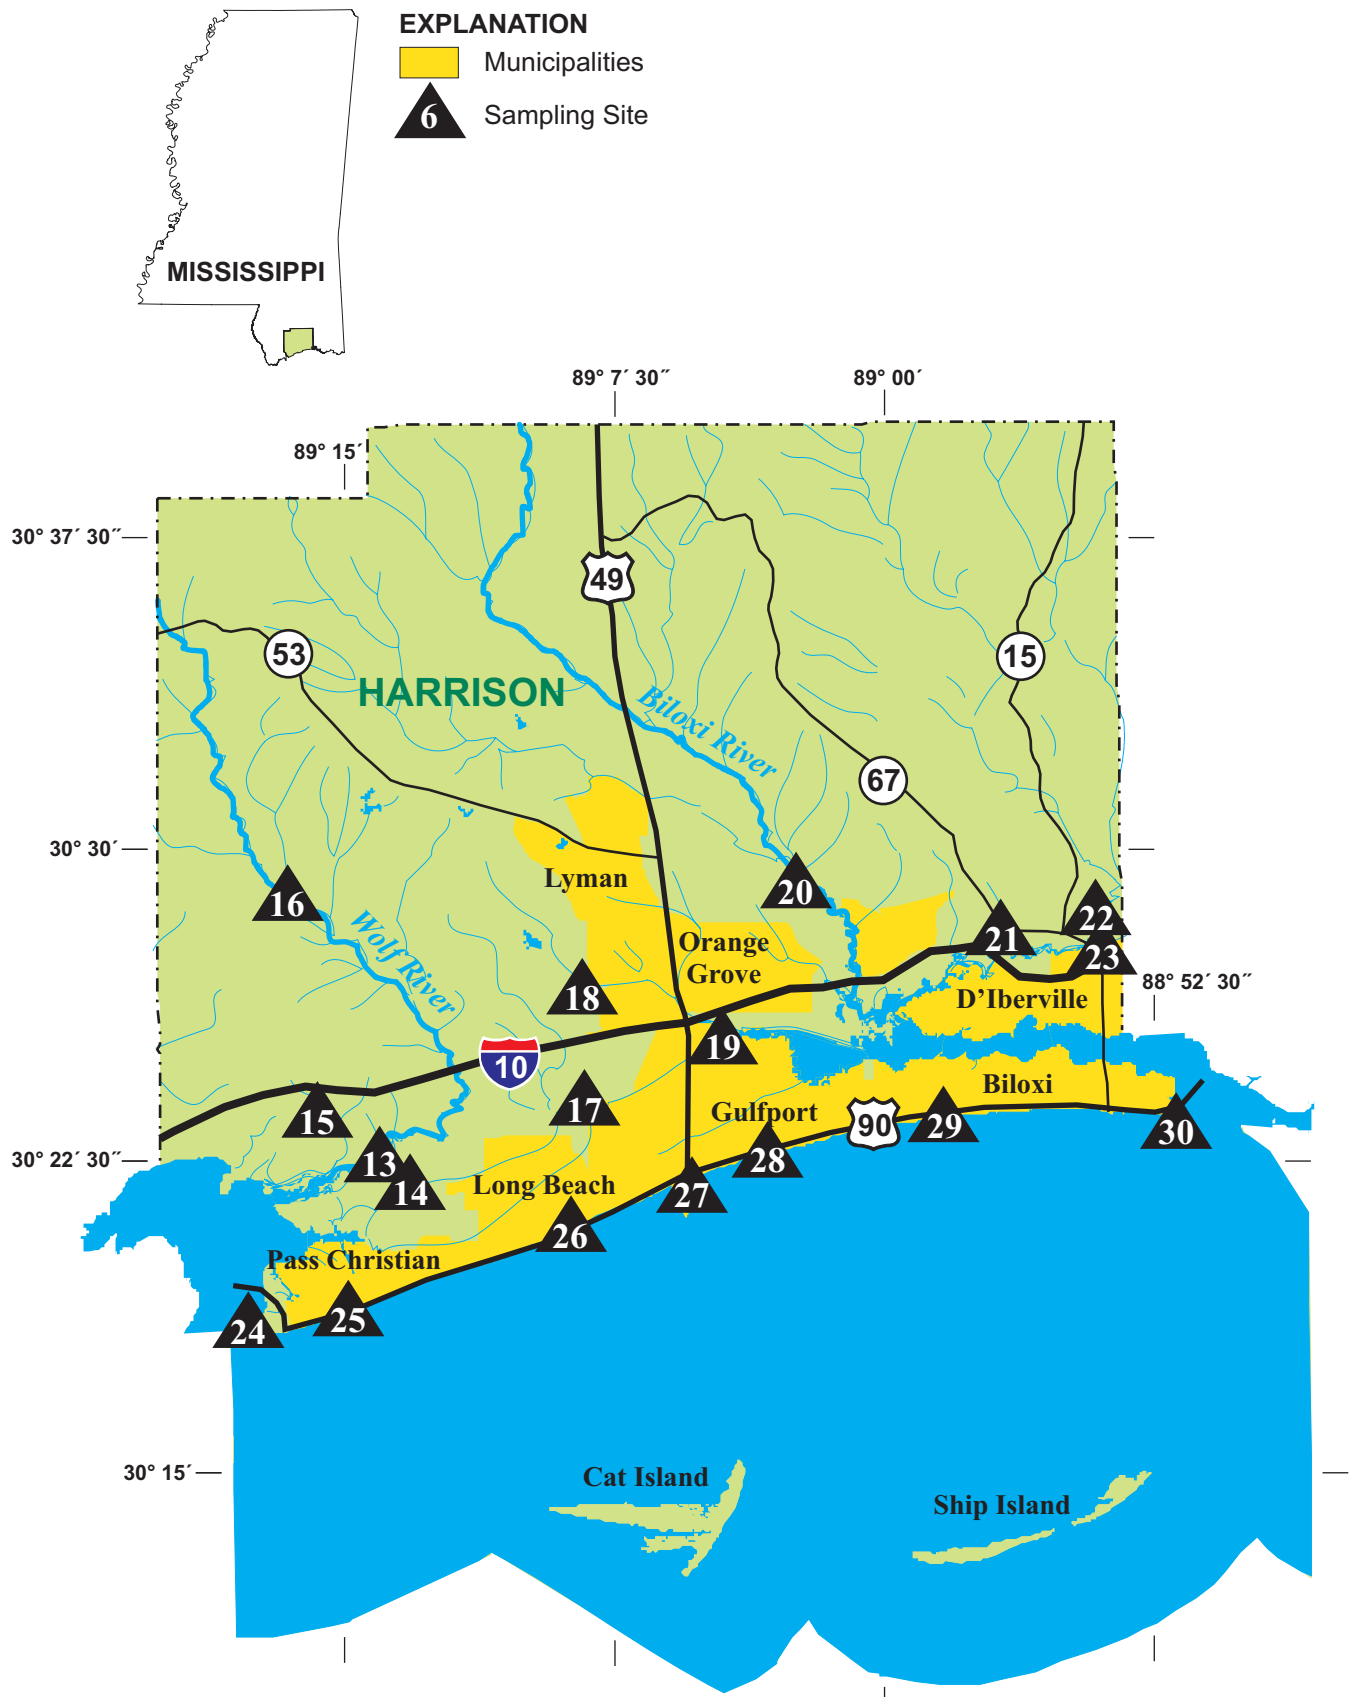 EXPLANATION
Municipalities
6 Sampling Site
MISSISSIPPI
89° 7´ 30˝
89° 00´
89° 15´
30° 37´ 30˝
49
53
15
HARRISON
Biloxi River
67
30° 30´
Lyman
16
20
22
Wolf River
Orange
Grove
21
23
18
D'Iberville
88° 52´ 30˝
19
10
Biloxi
17
Gulfport
15
90
29
30
30° 22´ 30˝
13
28
14
Long Beach
27
26
Pass Christian
25
24
30° 15´
Cat Island
Ship Island